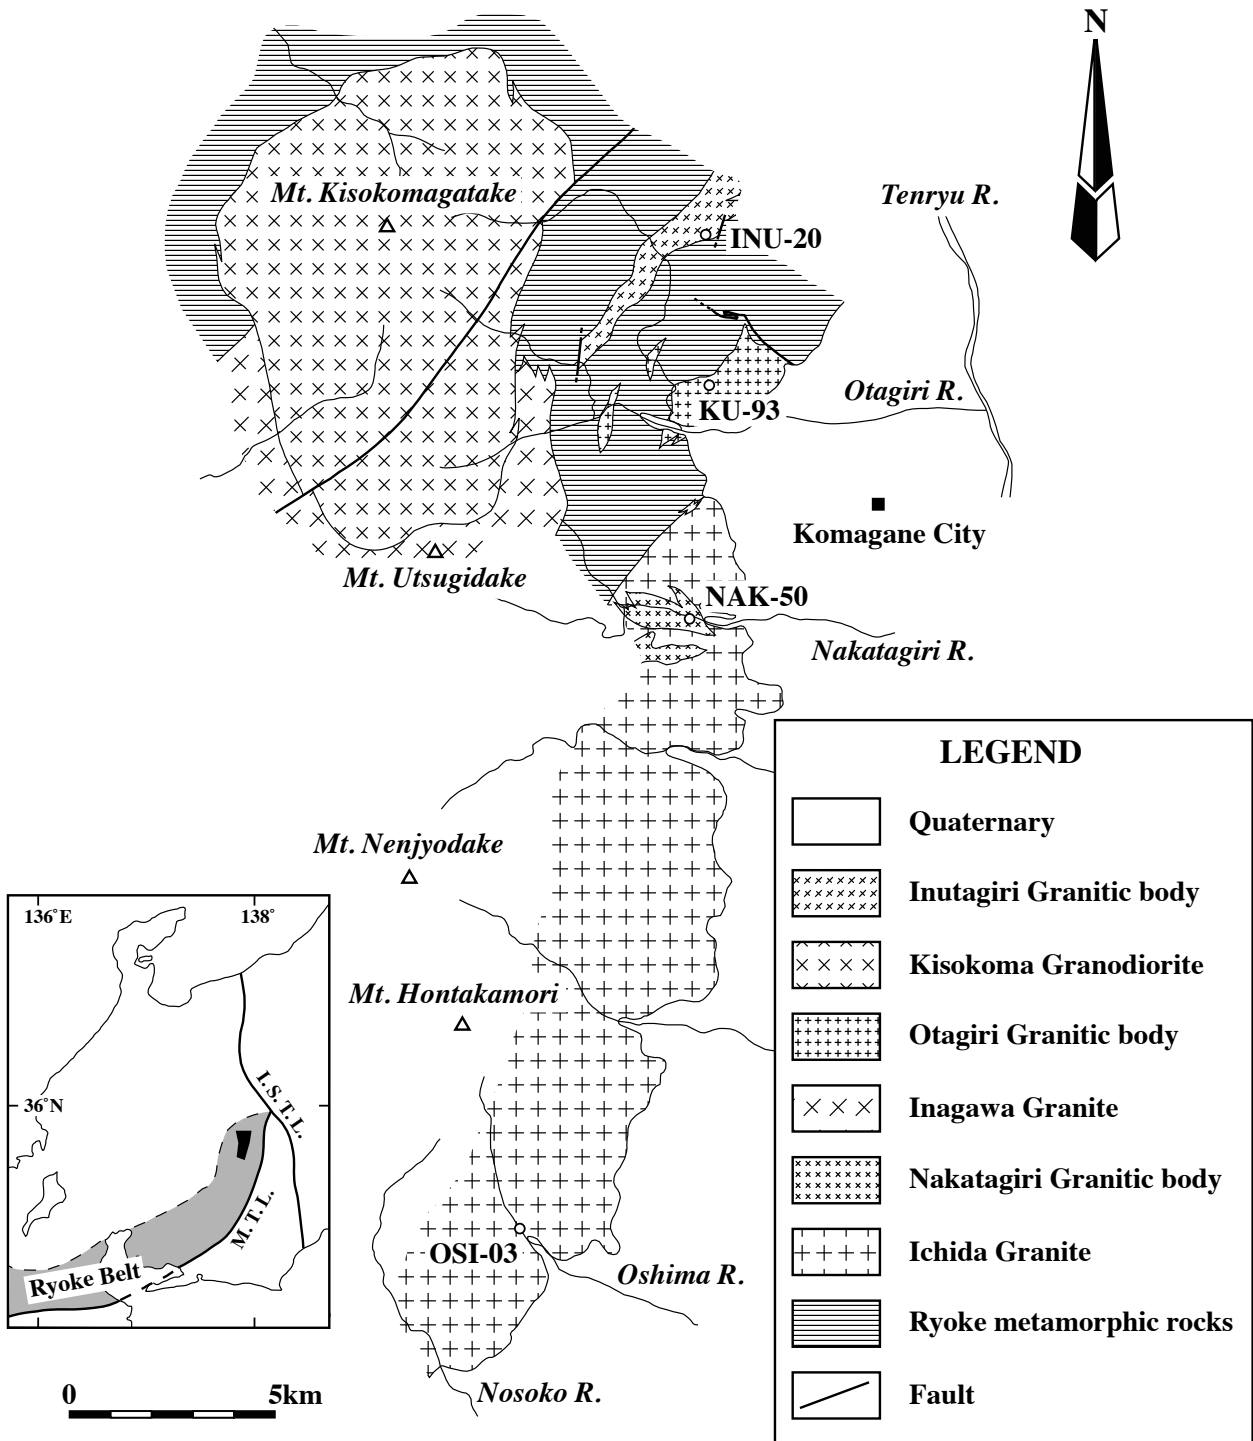 N
Mt. Kisokomagatake
Tenryu R.
INU-20
Otagiri R.
KU-93
Komagane City
Mt. Utsugidake
NAK-50
Nakatagiri R.
Mt. Nenjyodake
Mt. Hontakamori
OSI-03
Oshima R.
Nosoko R.
136°E
138°
36°N
I.S.T.L.
M.T.L.
Ryoke Belt
0 5km
LEGEND
Quaternary
Inutagiri Granitic body
Kisokoma Granodiorite
Otagiri Granitic body
Inagawa Granite
Nakatagiri Granitic body
Ichida Granite
Ryoke metamorphic rocks
Fault